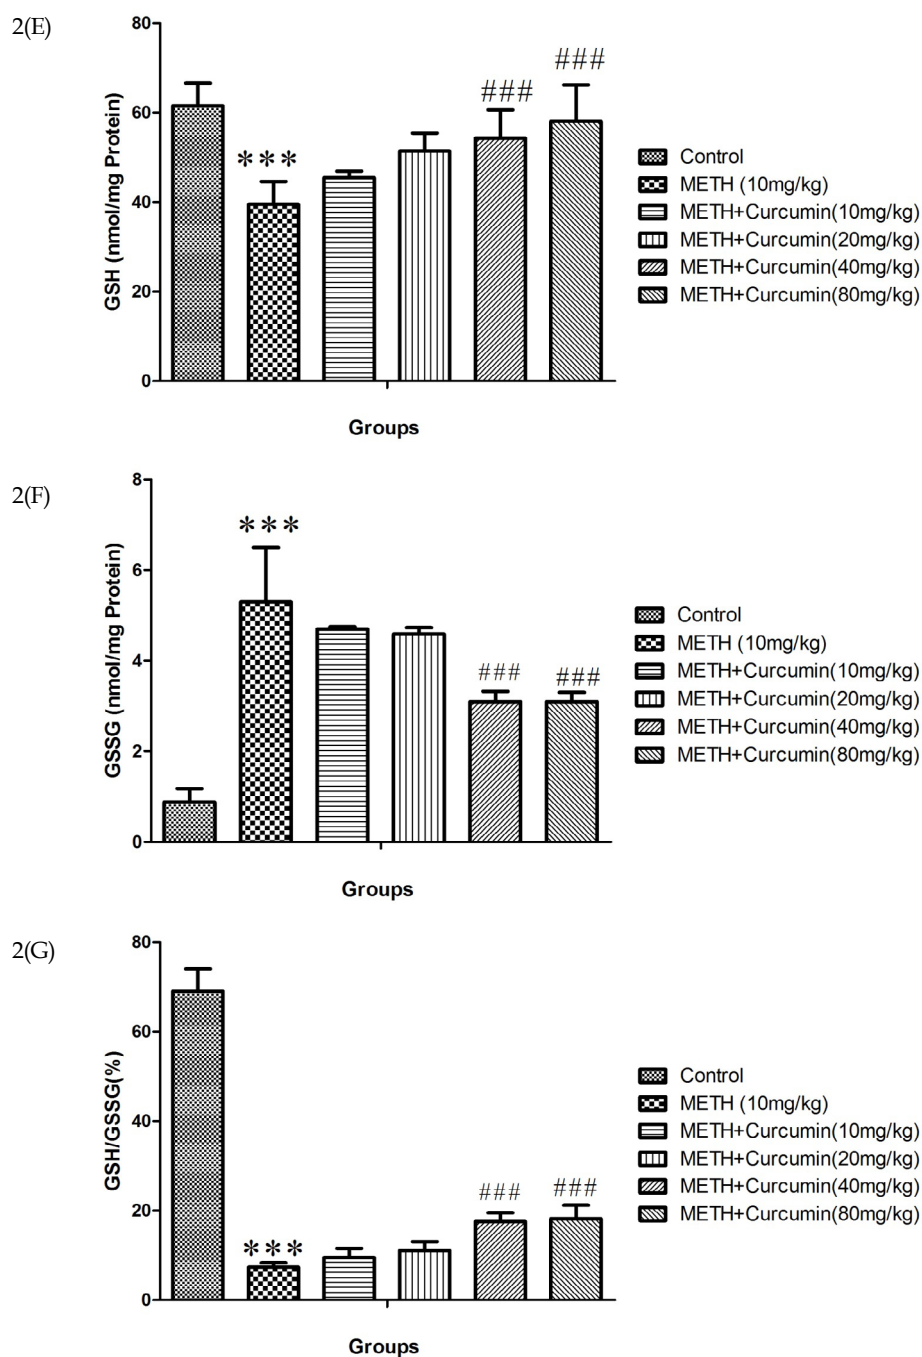 2(E)
GSH (nmol/mg Protein)
80
60
40
20
0
***
###
###
Groups
Control
METH (10mg/kg)
METH+Curcumin(10mg/kg)
METH+Curcumin(20mg/kg)
METH+Curcumin(40mg/kg)
METH+Curcumin(80mg/kg)
2(F)
GSSG (nmol/mg Protein)
8
6
4
2
0
***
###
###
Groups
Control
METH (10mg/kg)
METH+Curcumin(10mg/kg)
METH+Curcumin(20mg/kg)
METH+Curcumin(40mg/kg)
METH+Curcumin(80mg/kg)
2(G)
GSH/GSSG(%)
80
60
40
20
0
***
###
###
Groups
Control
METH (10mg/kg)
METH+Curcumin(10mg/kg)
METH+Curcumin(20mg/kg)
METH+Curcumin(40mg/kg)
METH+Curcumin(80mg/kg)